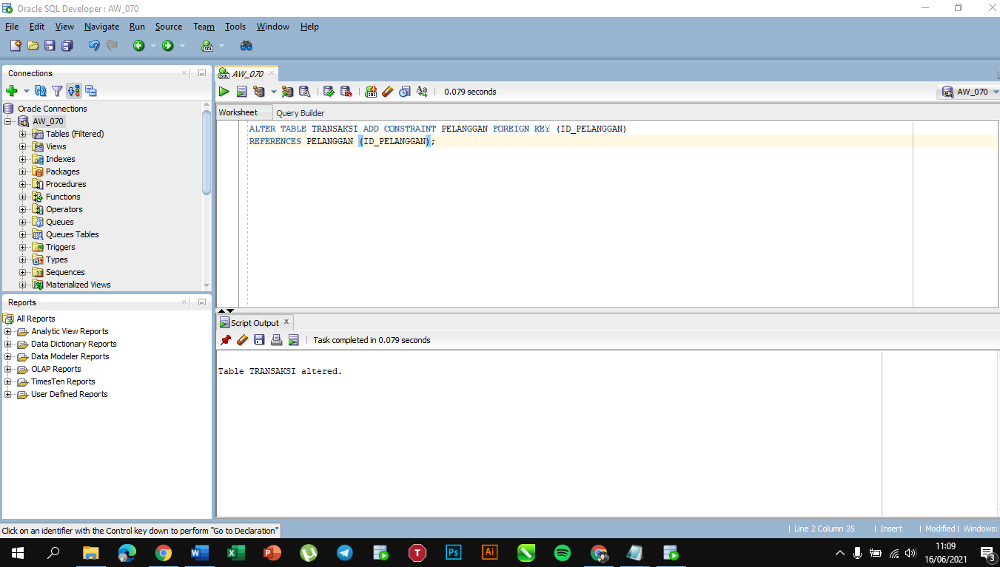 Oracle SQL Developer : AW_070
File Edit View Navigate Run Source Team Tools Window Help
Connections
Oracle Connections
AW_070
Tables (Filtered)
Views
Indexes
Packages
Procedures
Functions
Operators
Queues
Queues Tables
Triggers
Types
Sequences
Materialized Views
Reports
All Reports
Analytic View Reports
Data Dictionary Reports
Data Modeler Reports
OLAP Reports
TimesTen Reports
User Defined Reports
AW_070
0.079 seconds
AW_070
Worksheet Query Builder
ALTER TABLE TRANSAKSI ADD CONSTRAINT PELANGGAN FOREIGN KEY (ID_PELANGGAN)
REFERENCES PELANGGAN (ID_PELANGGAN);
Script Output
Task completed in 0.079 seconds
Table TRANSAKSI altered.
Click on an identifier with the Control key down to perform "Go to Declaration"
Line 2 Column 35 | Insert | Modified | Windows:
11:09
16/06/2021
3